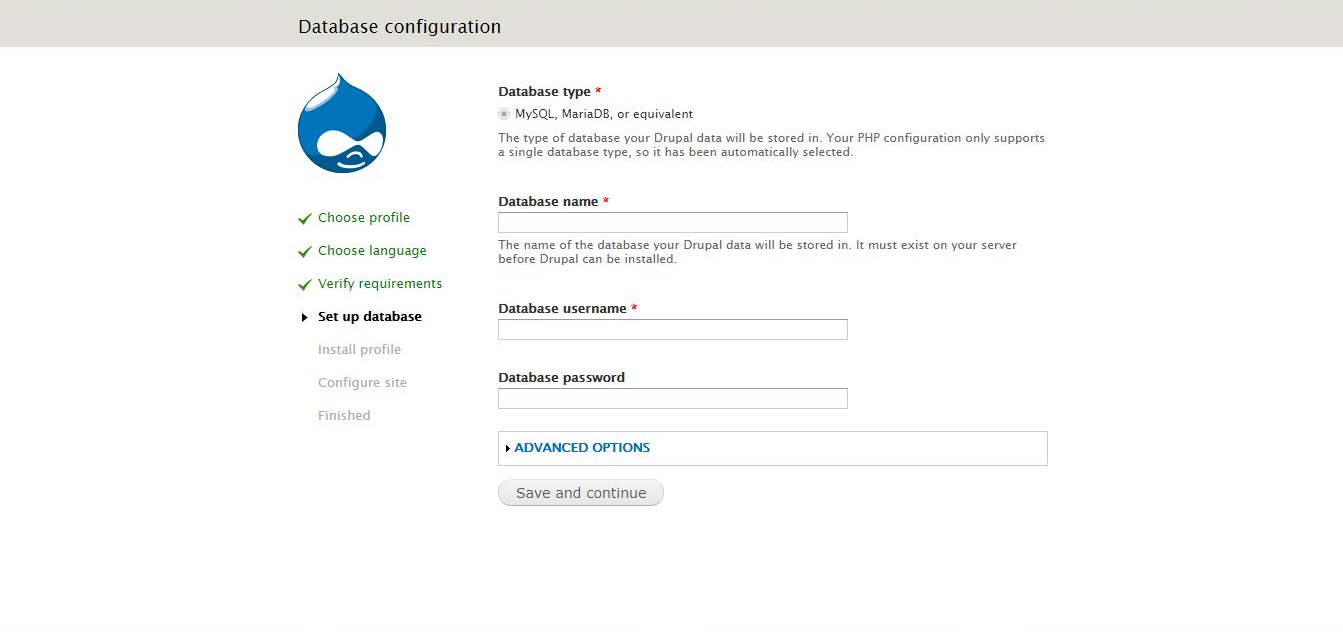 Database configuration
Choose profile
Choose language
Verify requirements
Set up database
Install profile
Configure site
Finished
Database type *
MySQL, MariaDB, or equivalent
The type of database your Drupal data will be stored in. Your PHP configuration only supports
a single database type, so it has been automatically selected.
Database name *
The name of the database your Drupal data will be stored in. It must exist on your server
before Drupal can be installed.
Database username *
Database password
ADVANCED OPTIONS
Save and continue